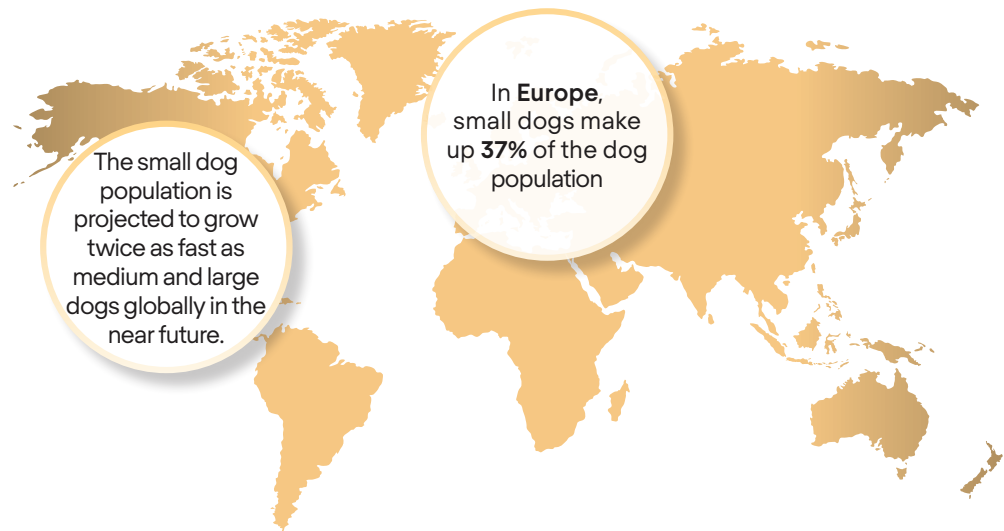 The small dog
population is
projected to grow
twice as fast as
medium and large
dogs globally in the
near future.
In Europe,
small dogs make
up 37% of the dog
population